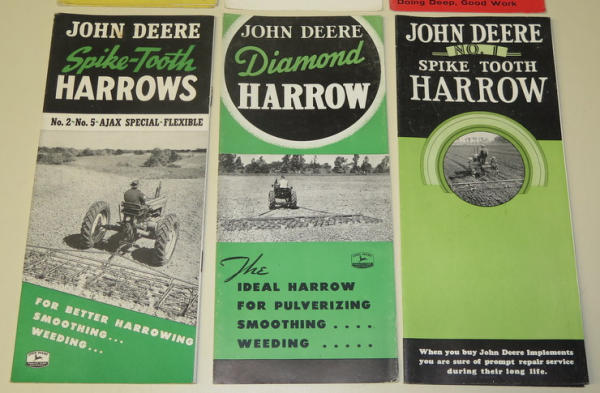 Doing Deep, Good Work
JOHN DEERE
Spike-Tooth
HARROWS
No. 2-No. 5-AJAX SPECIAL-FLEXIBLE
FOR BETTER HARROWING
SMOOTHING...
WEEDING...
JOHN DEERE
Diamond
HARROW
The
IDEAL HARROW
FOR PULVERIZING
SMOOTHING . . . .
WEEDING . . . . .
JOHN DEERE
NO. 1
SPIKE TOOTH
HARROW
When you buy John Deere Implements
you are sure of prompt repair service
during their long life.